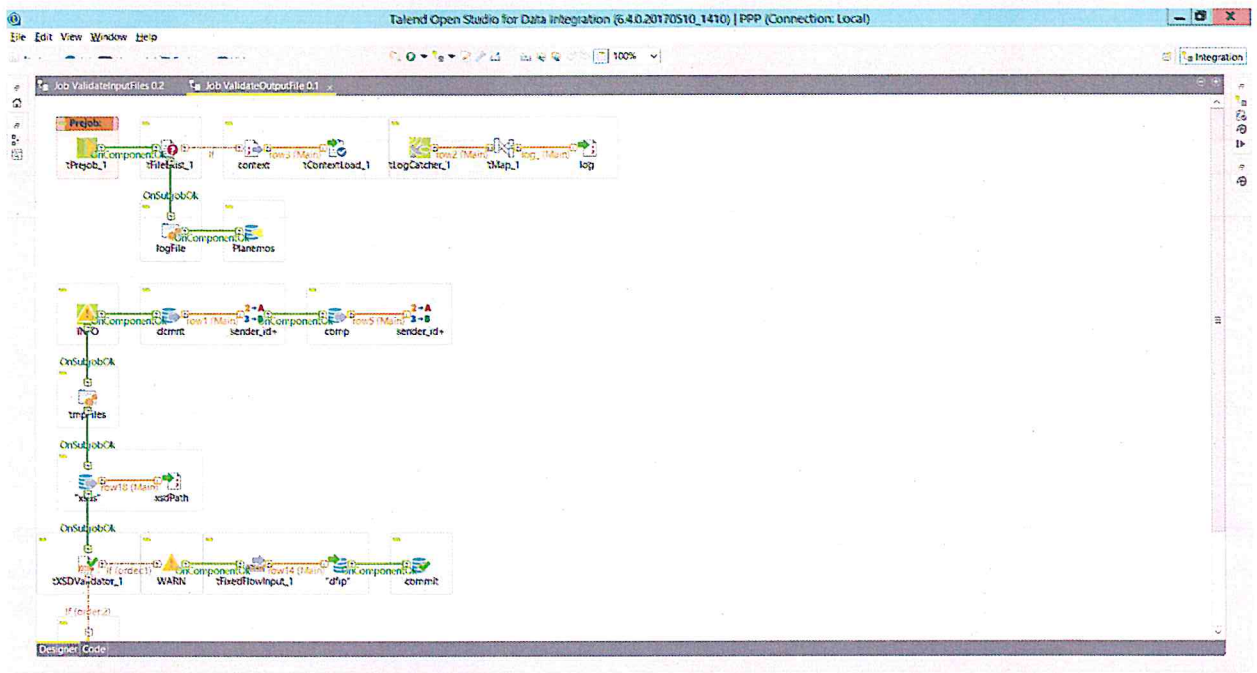 Talend Open Studio for Data Integration (6.4.0.20170510_1410) | PPP (Connection: Local)
File Edit View Window Help
100%
Integration
Job ValidateInputFiles 0.2 Job ValidateOutputFile 0.1
Prejob:
OnComponentOk If row3 (Main) row2 (Main) log_ (Main)
tPrejob_1 tFileExist_1 context tContextLoad_1 tLogCatcher_1 tMap_1 log
OnSubjobOk
OnComponentOk
logFile Planemos
OnComponentOk row1 (Main) OnComponentOk row5 (Main)
INFO dcmnt sender_id+ comp sender_id+
OnSubjobOk
tmpFiles
OnSubjobOk
row18 (Main)
"xsds" xsdPath
OnSubjobOk
If (order:1) OnComponentOk row14 (Main) OnComponentOk
tXSDValidator_1 WARN tFixedFlowInput_1 "dfip" commit
If (order:2)
Designer Code